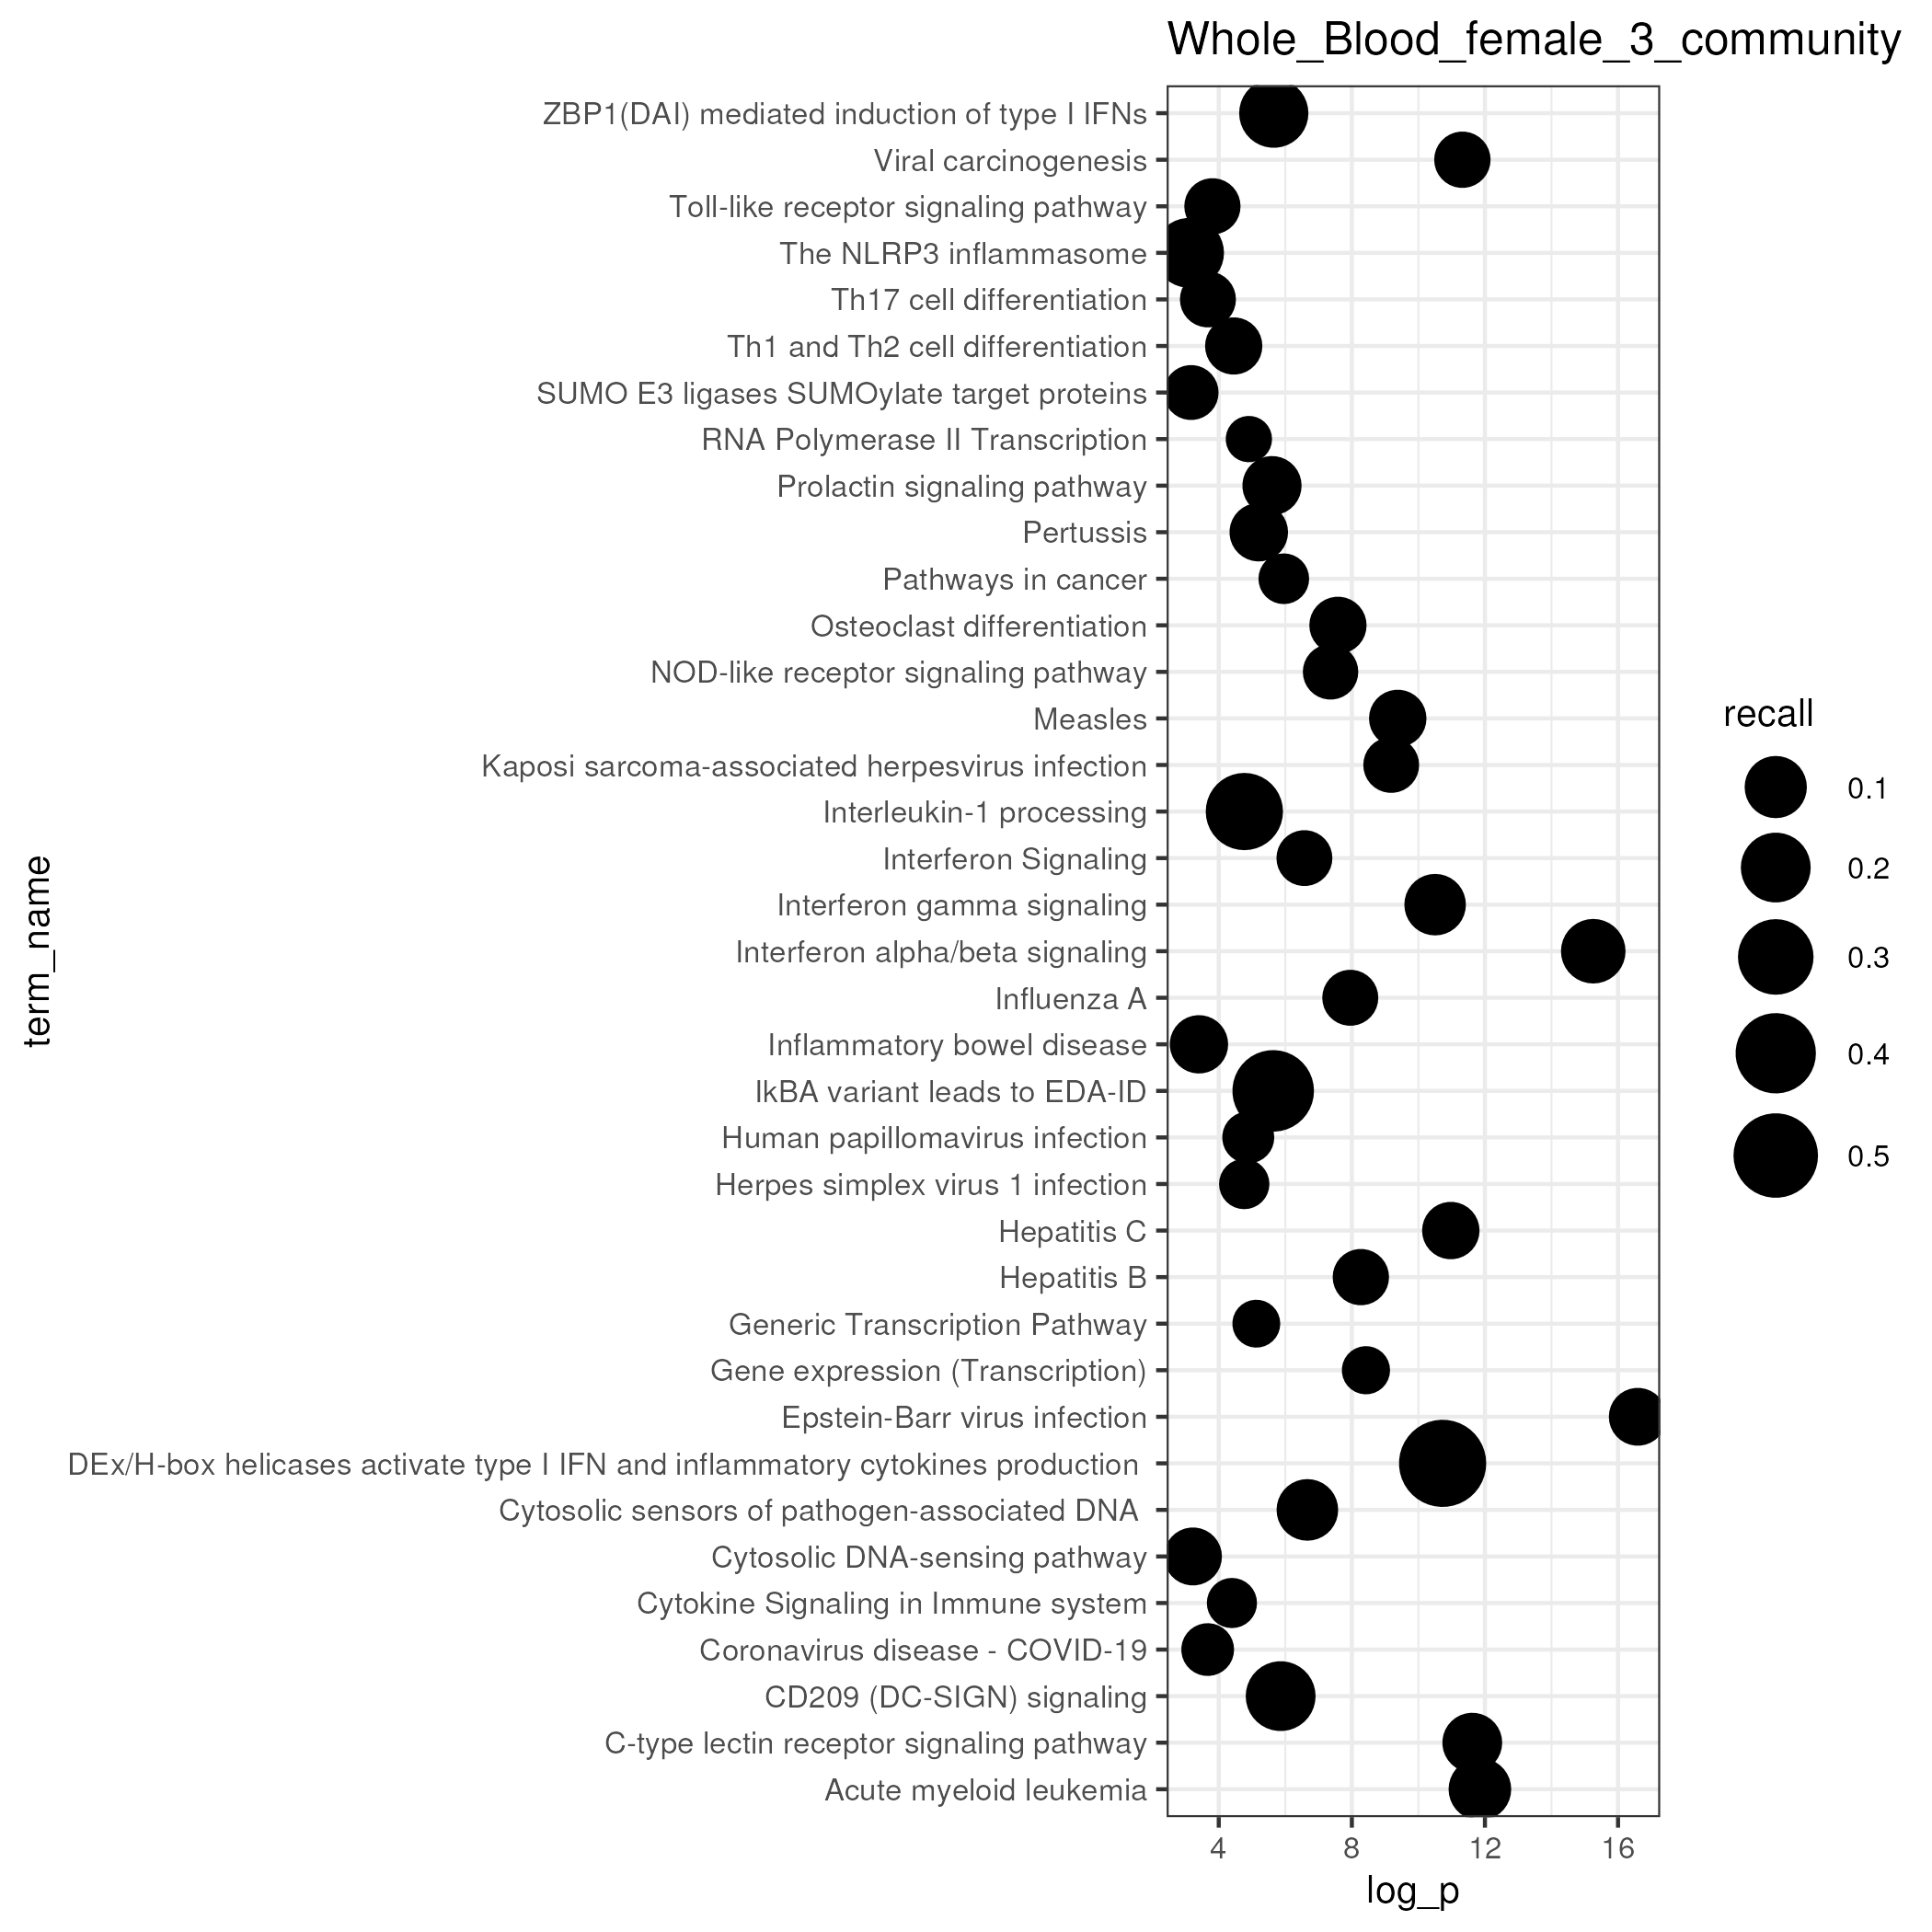 Whole_Blood_female_3_community
ZBP1(DAI) mediated induction of type I IFNs
Viral carcinogenesis
Toll-like receptor signaling pathway
The NLRP3 inflammasome
Th17 cell differentiation
Th1 and Th2 cell differentiation
SUMO E3 ligases SUMOylate target proteins
RNA Polymerase II Transcription
Prolactin signaling pathway
Pertussis
Pathways in cancer
Osteoclast differentiation
NOD-like receptor signaling pathway
Measles
Kaposi sarcoma-associated herpesvirus infection
Interleukin-1 processing
Interferon Signaling
Interferon gamma signaling
Interferon alpha/beta signaling
Influenza A
Inflammatory bowel disease
IkBA variant leads to EDA-ID
Human papillomavirus infection
Herpes simplex virus 1 infection
Hepatitis C
Hepatitis B
Generic Transcription Pathway
Gene expression (Transcription)
Epstein-Barr virus infection
DEx/H-box helicases activate type I IFN and inflammatory cytokines production
Cytosolic sensors of pathogen-associated DNA
Cytosolic DNA-sensing pathway
Cytokine Signaling in Immune system
Coronavirus disease - COVID-19
CD209 (DC-SIGN) signaling
C-type lectin receptor signaling pathway
Acute myeloid leukemia
term_name
4 8 12 16
log_p
recall
0.1
0.2
0.3
0.4
0.5